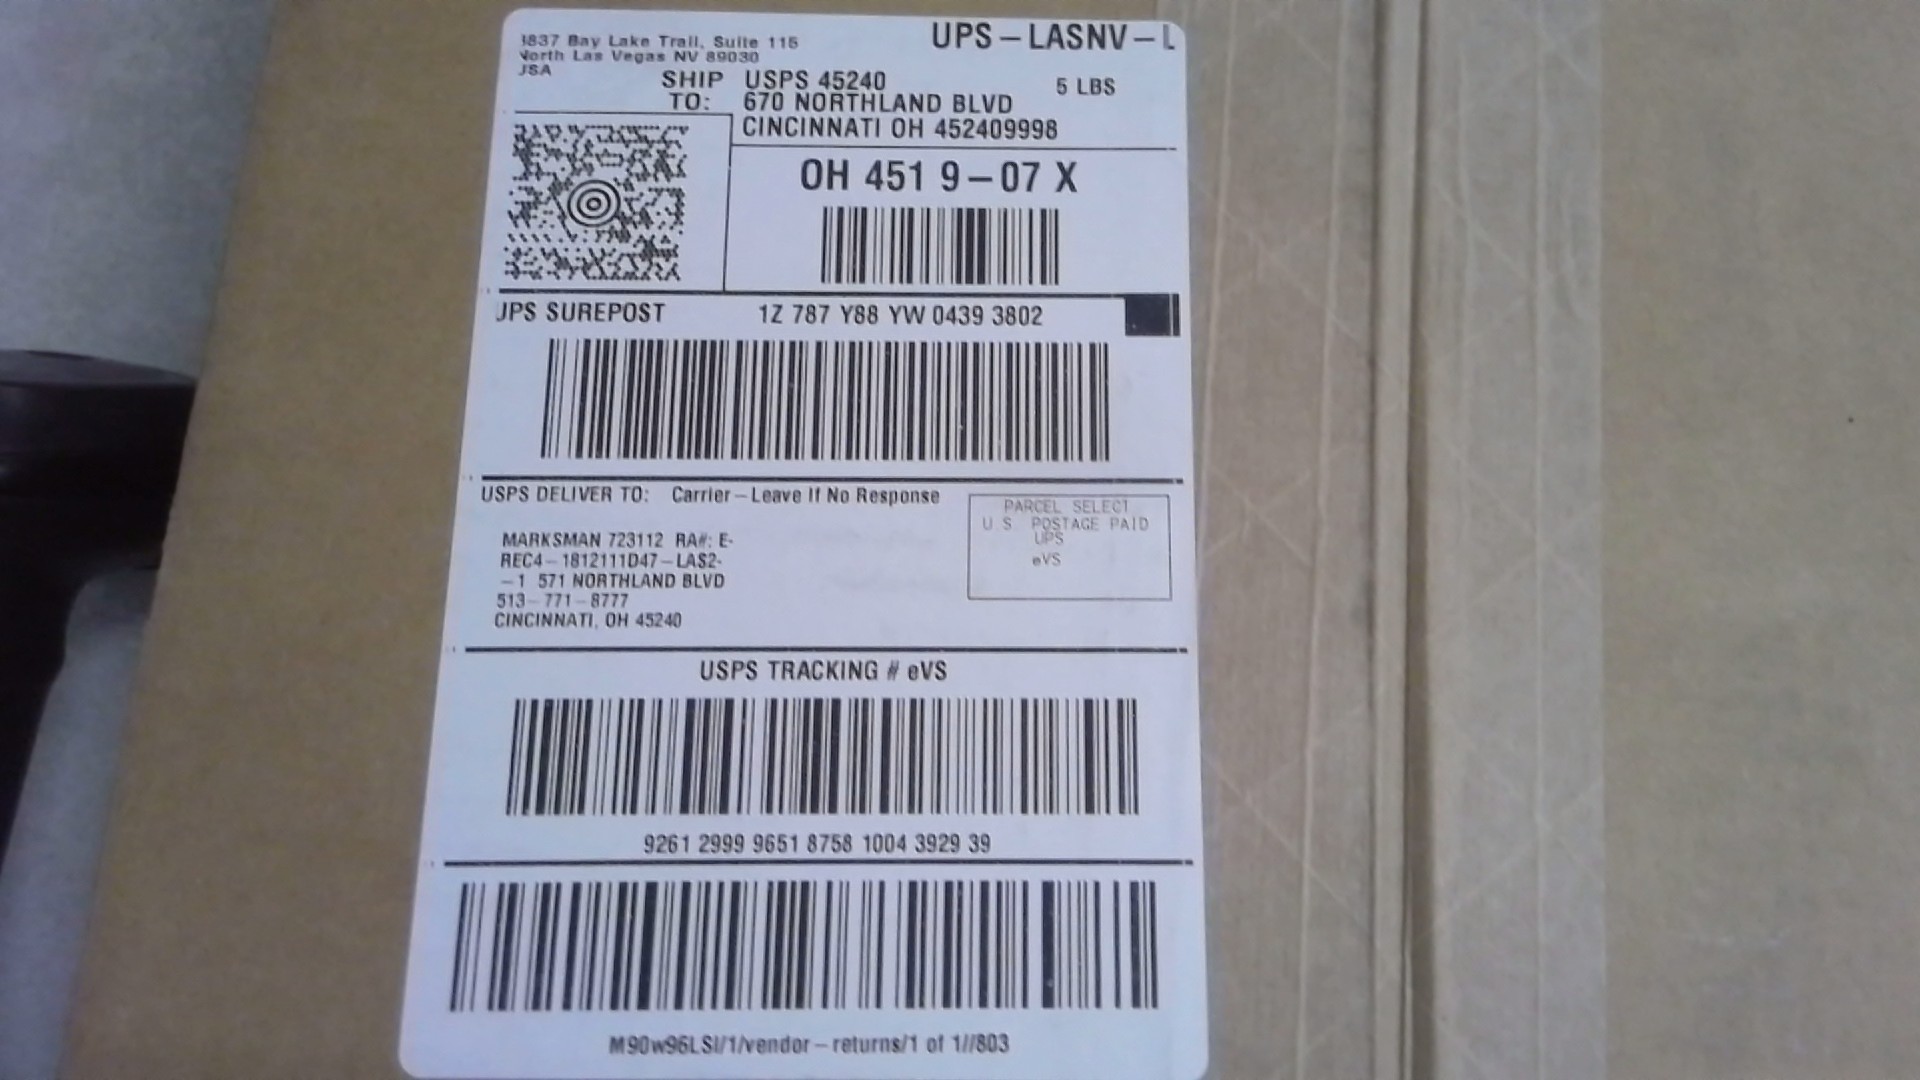 1837 Bay Lake Trail, Suite 115
North Las Vegas NV 89030
USA
UPS-LASNV-L
SHIP TO:
USPS 45240
670 NORTHLAND BLVD
CINCINNATI OH 452409998
5 LBS
OH 451 9-07 X
UPS SUREPOST
1Z 787 Y88 YW 0439 3802
USPS DELIVER TO: Carrier-Leave If No Response
MARKSMAN 723112 RA#: E-
REC4-1812111D47-LAS2-
-1 571 NORTHLAND BLVD
513-771-8777
CINCINNATI, OH 45240
PARCEL SELECT
U.S. POSTAGE PAID
UPS
eVS
USPS TRACKING # eVS
9261 2999 9651 8758 1004 3929 39
M90w96LSI/1/vendor-returns/1 of 1//803